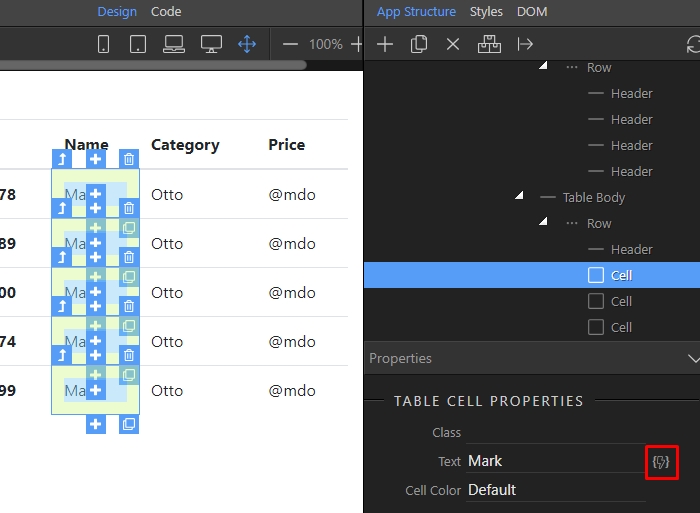 Design Code
100%
Name Category Price
78 Ma Otto @mdo
89 Ma Otto @mdo
00 Ma Otto @mdo
74 Ma Otto @mdo
99 Ma Otto @mdo
App Structure Styles DOM
Row
Header
Header
Header
Header
Table Body
Row
Header
Cell
Cell
Cell
Properties
TABLE CELL PROPERTIES
Class
Text Mark
Cell Color Default